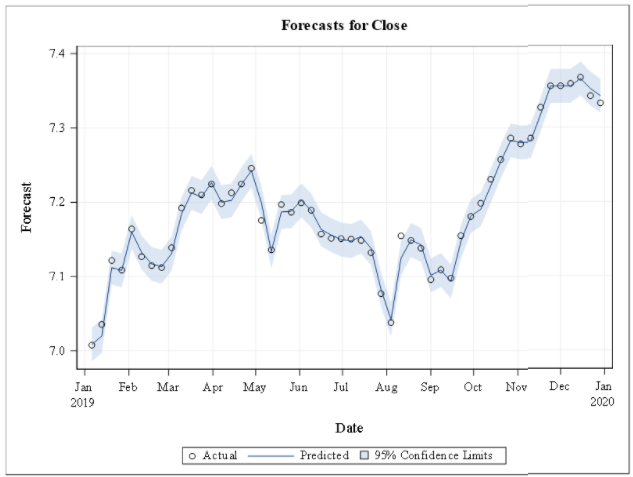 Forecasts for Close
7.4
7.3
7.2
7.1
7.0
Forecast
Jan Feb Mar Apr May Jun Jul Aug Sep Oct Nov Dec Jan
2019 2020
Date
Actual Predicted 95% Confidence Limits